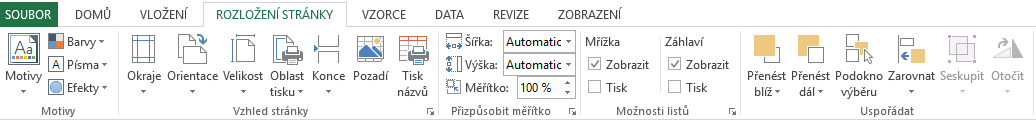 SOUBOR DOMŮ VLOŽENÍ ROZLOŽENÍ STRÁNKY VZORCE DATA REVIZE ZOBRAZENÍ
Aa
Motivy
Barvy
A Písma
Efekty
Motivy
Okraje
Orientace
Velikost
Oblast
tisku
Konce
Pozadí
Tisk
názvů
Vzhled stránky
Šířka: Automatic
Výška: Automatic
Měřítko: 100 %
Přizpůsobit měřítko
Mřížka
Zobrazit
Tisk
Záhlaví
Zobrazit
Tisk
Možnosti listů
Přenést
blíž
Přenést
dál
Podokno
výběru
Zarovnat
Seskupit
Otočit
Uspořádat